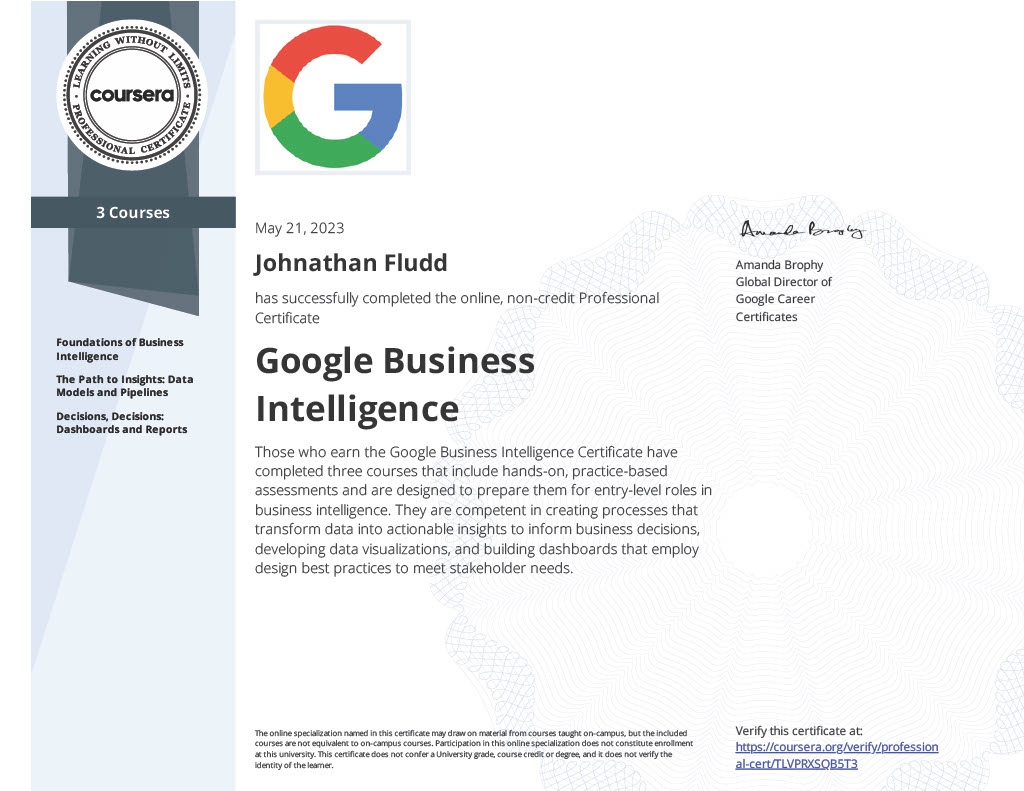 LEARNING WITHOUT LIMITS
coursera
PROFESSIONAL CERTIFICATE
3 Courses
Foundations of Business
Intelligence
The Path to Insights: Data
Models and Pipelines
Decisions, Decisions:
Dashboards and Reports
May 21, 2023
Johnathan Fludd
has successfully completed the online, non-credit Professional
Certificate
Google Business
Intelligence
Those who earn the Google Business Intelligence Certificate have
completed three courses that include hands-on, practice-based
assessments and are designed to prepare them for entry-level roles in
business intelligence. They are competent in creating processes that
transform data into actionable insights to inform business decisions,
developing data visualizations, and building dashboards that employ
design best practices to meet stakeholder needs.
Amanda Brophy
Amanda Brophy
Global Director of
Google Career
Certificates
The online specialization named in this certificate may draw on material from courses taught on-campus, but the included
courses are not equivalent to on-campus courses. Participation in this online specialization does not constitute enrollment
at this university. This certificate does not confer a University grade, course credit or degree, and it does not verify the
identity of the learner.
Verify this certificate at:
https://coursera.org/verify/profession
al-cert/TLVPRXSQB5T3